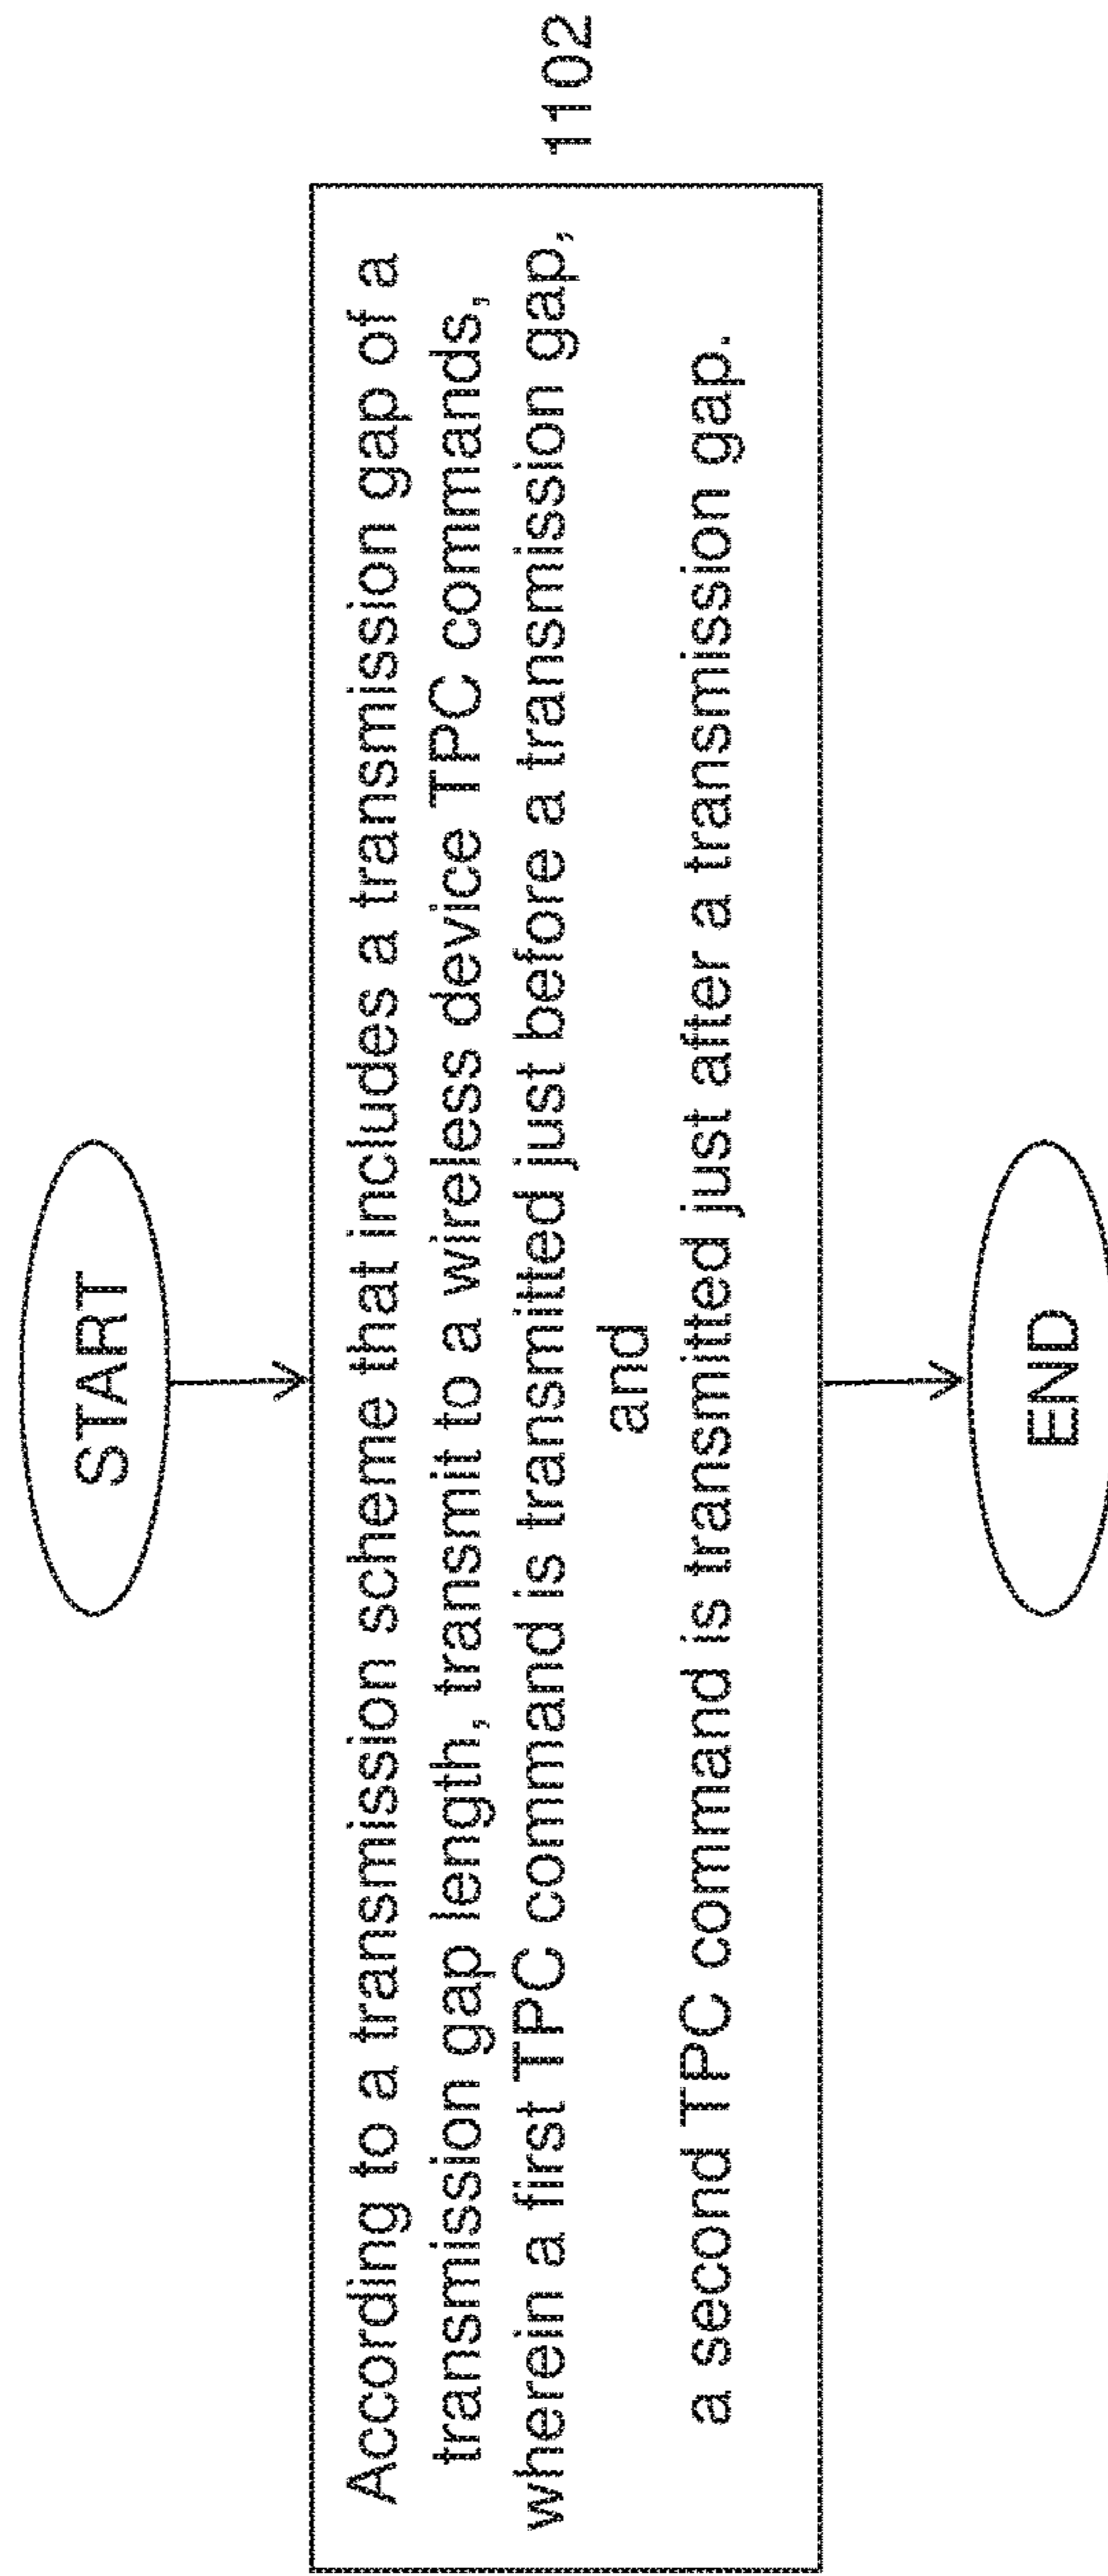 START
According to a transmission scheme that includes a transmission gap of a
transmission gap length, transmit to a wireless device TPC commands,
wherein a first TPC command is transmitted just before a transmission gap,
and
a second TPC command is transmitted just after a transmission gap.
1102
END